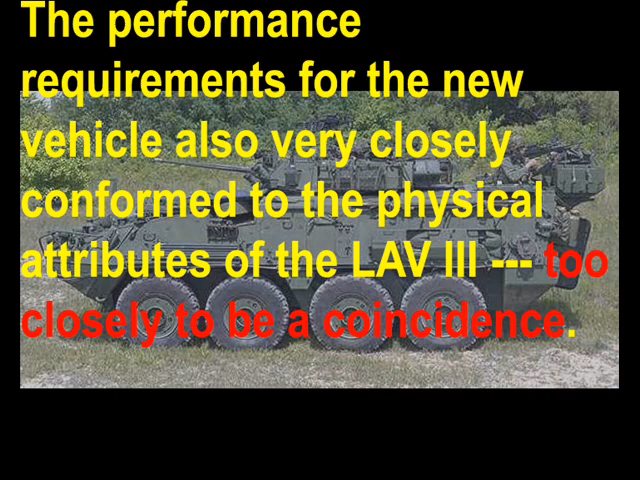 The performance
requirements for the new
vehicle also very closely
conformed to the physical
attributes of the LAV III --- too
closely to be a coincidence.